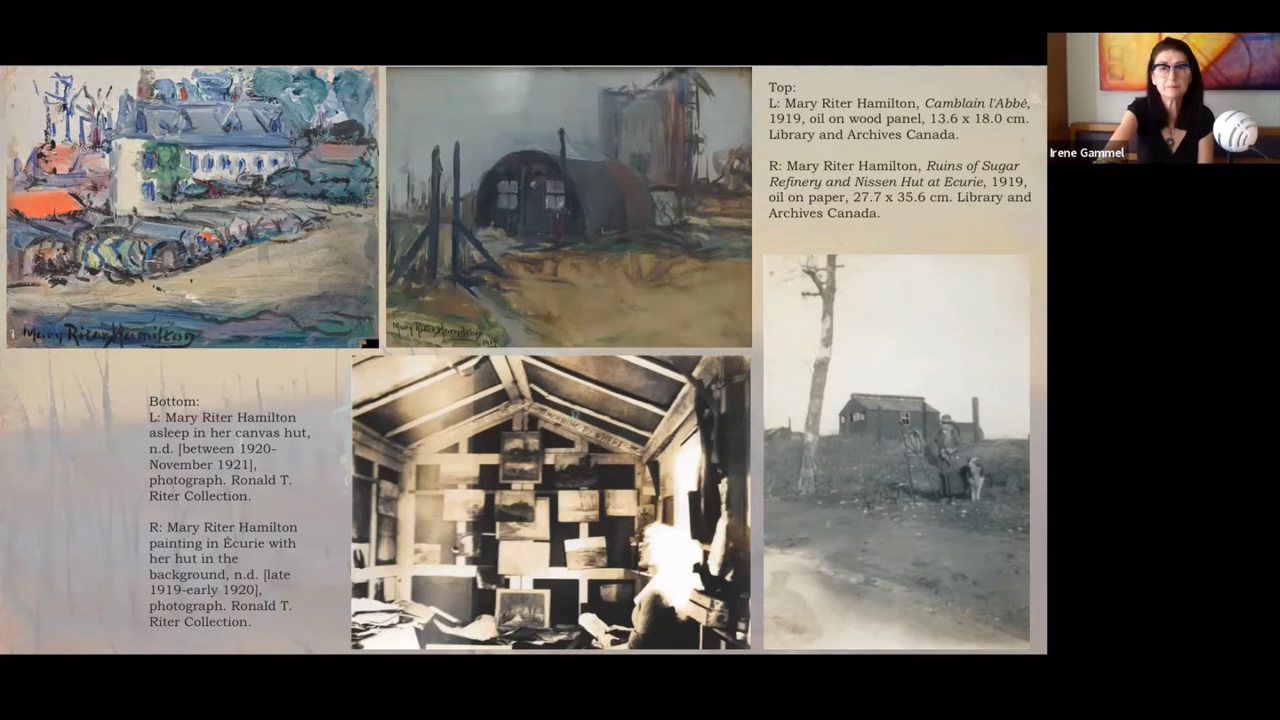 Top:
L: Mary Riter Hamilton, Camblain l'Abbé,
1919, oil on wood panel, 13.6 x 18.0 cm.
Library and Archives Canada.
R: Mary Riter Hamilton, Ruins of Sugar
Refinery and Nissen Hut at Ecurie, 1919,
oil on paper, 27.7 x 35.6 cm. Library and
Archives Canada.
Irene Gammel
Mary Riter Hamilton
Mary Riter Hamilton
1919
Bottom:
L: Mary Riter Hamilton
asleep in her canvas hut,
n.d. [between 1920-
November 1921],
photograph. Ronald T.
Riter Collection.
R: Mary Riter Hamilton
painting in Écurie with
her hut in the
background, n.d. [late
1919-early 1920],
photograph. Ronald T.
Riter Collection.